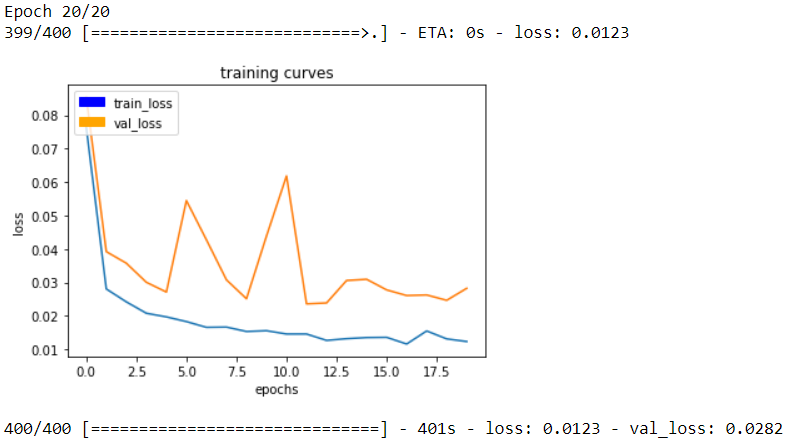 Epoch 20/20
399/400 [============================>.] - ETA: 0s - loss: 0.0123
training curves
train_loss
val_loss
0.08
0.07
0.06
0.05
0.04
0.03
0.02
0.01
loss
0.0 2.5 5.0 7.5 10.0 12.5 15.0 17.5
epochs
400/400 [==============================] - 401s - loss: 0.0123 - val_loss: 0.0282